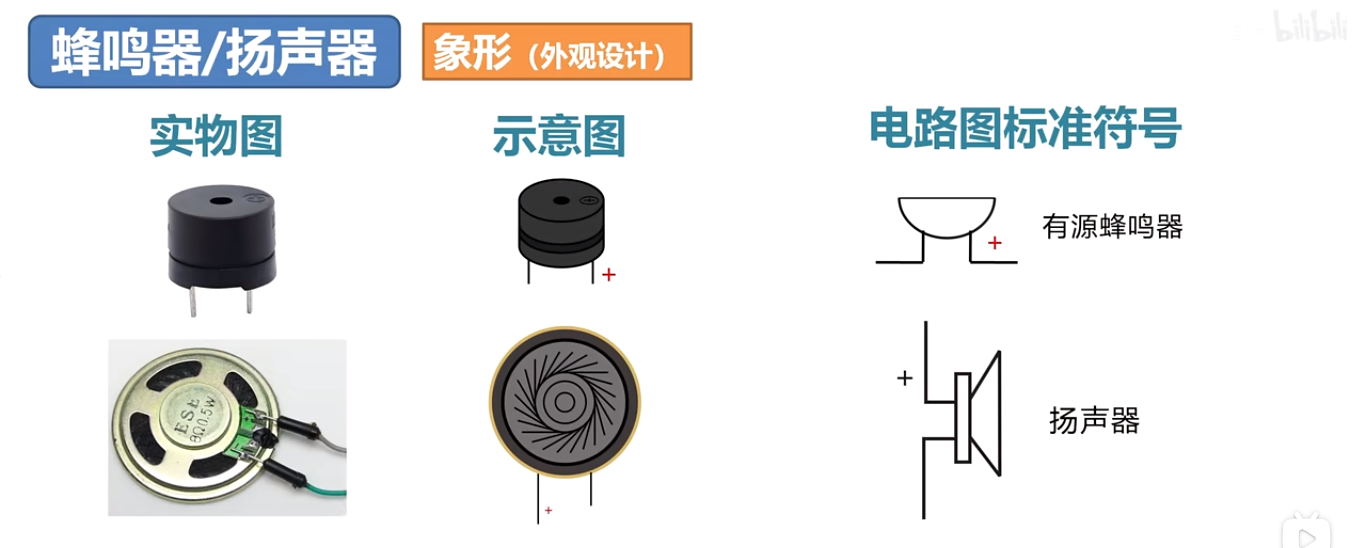 蜂鸣器/扬声器
象形（外观设计）
bilibili
实物图
示意图
电路图标准符号
+
+
有源蜂鸣器
ESE
8Ω0.5W
+
+
扬声器